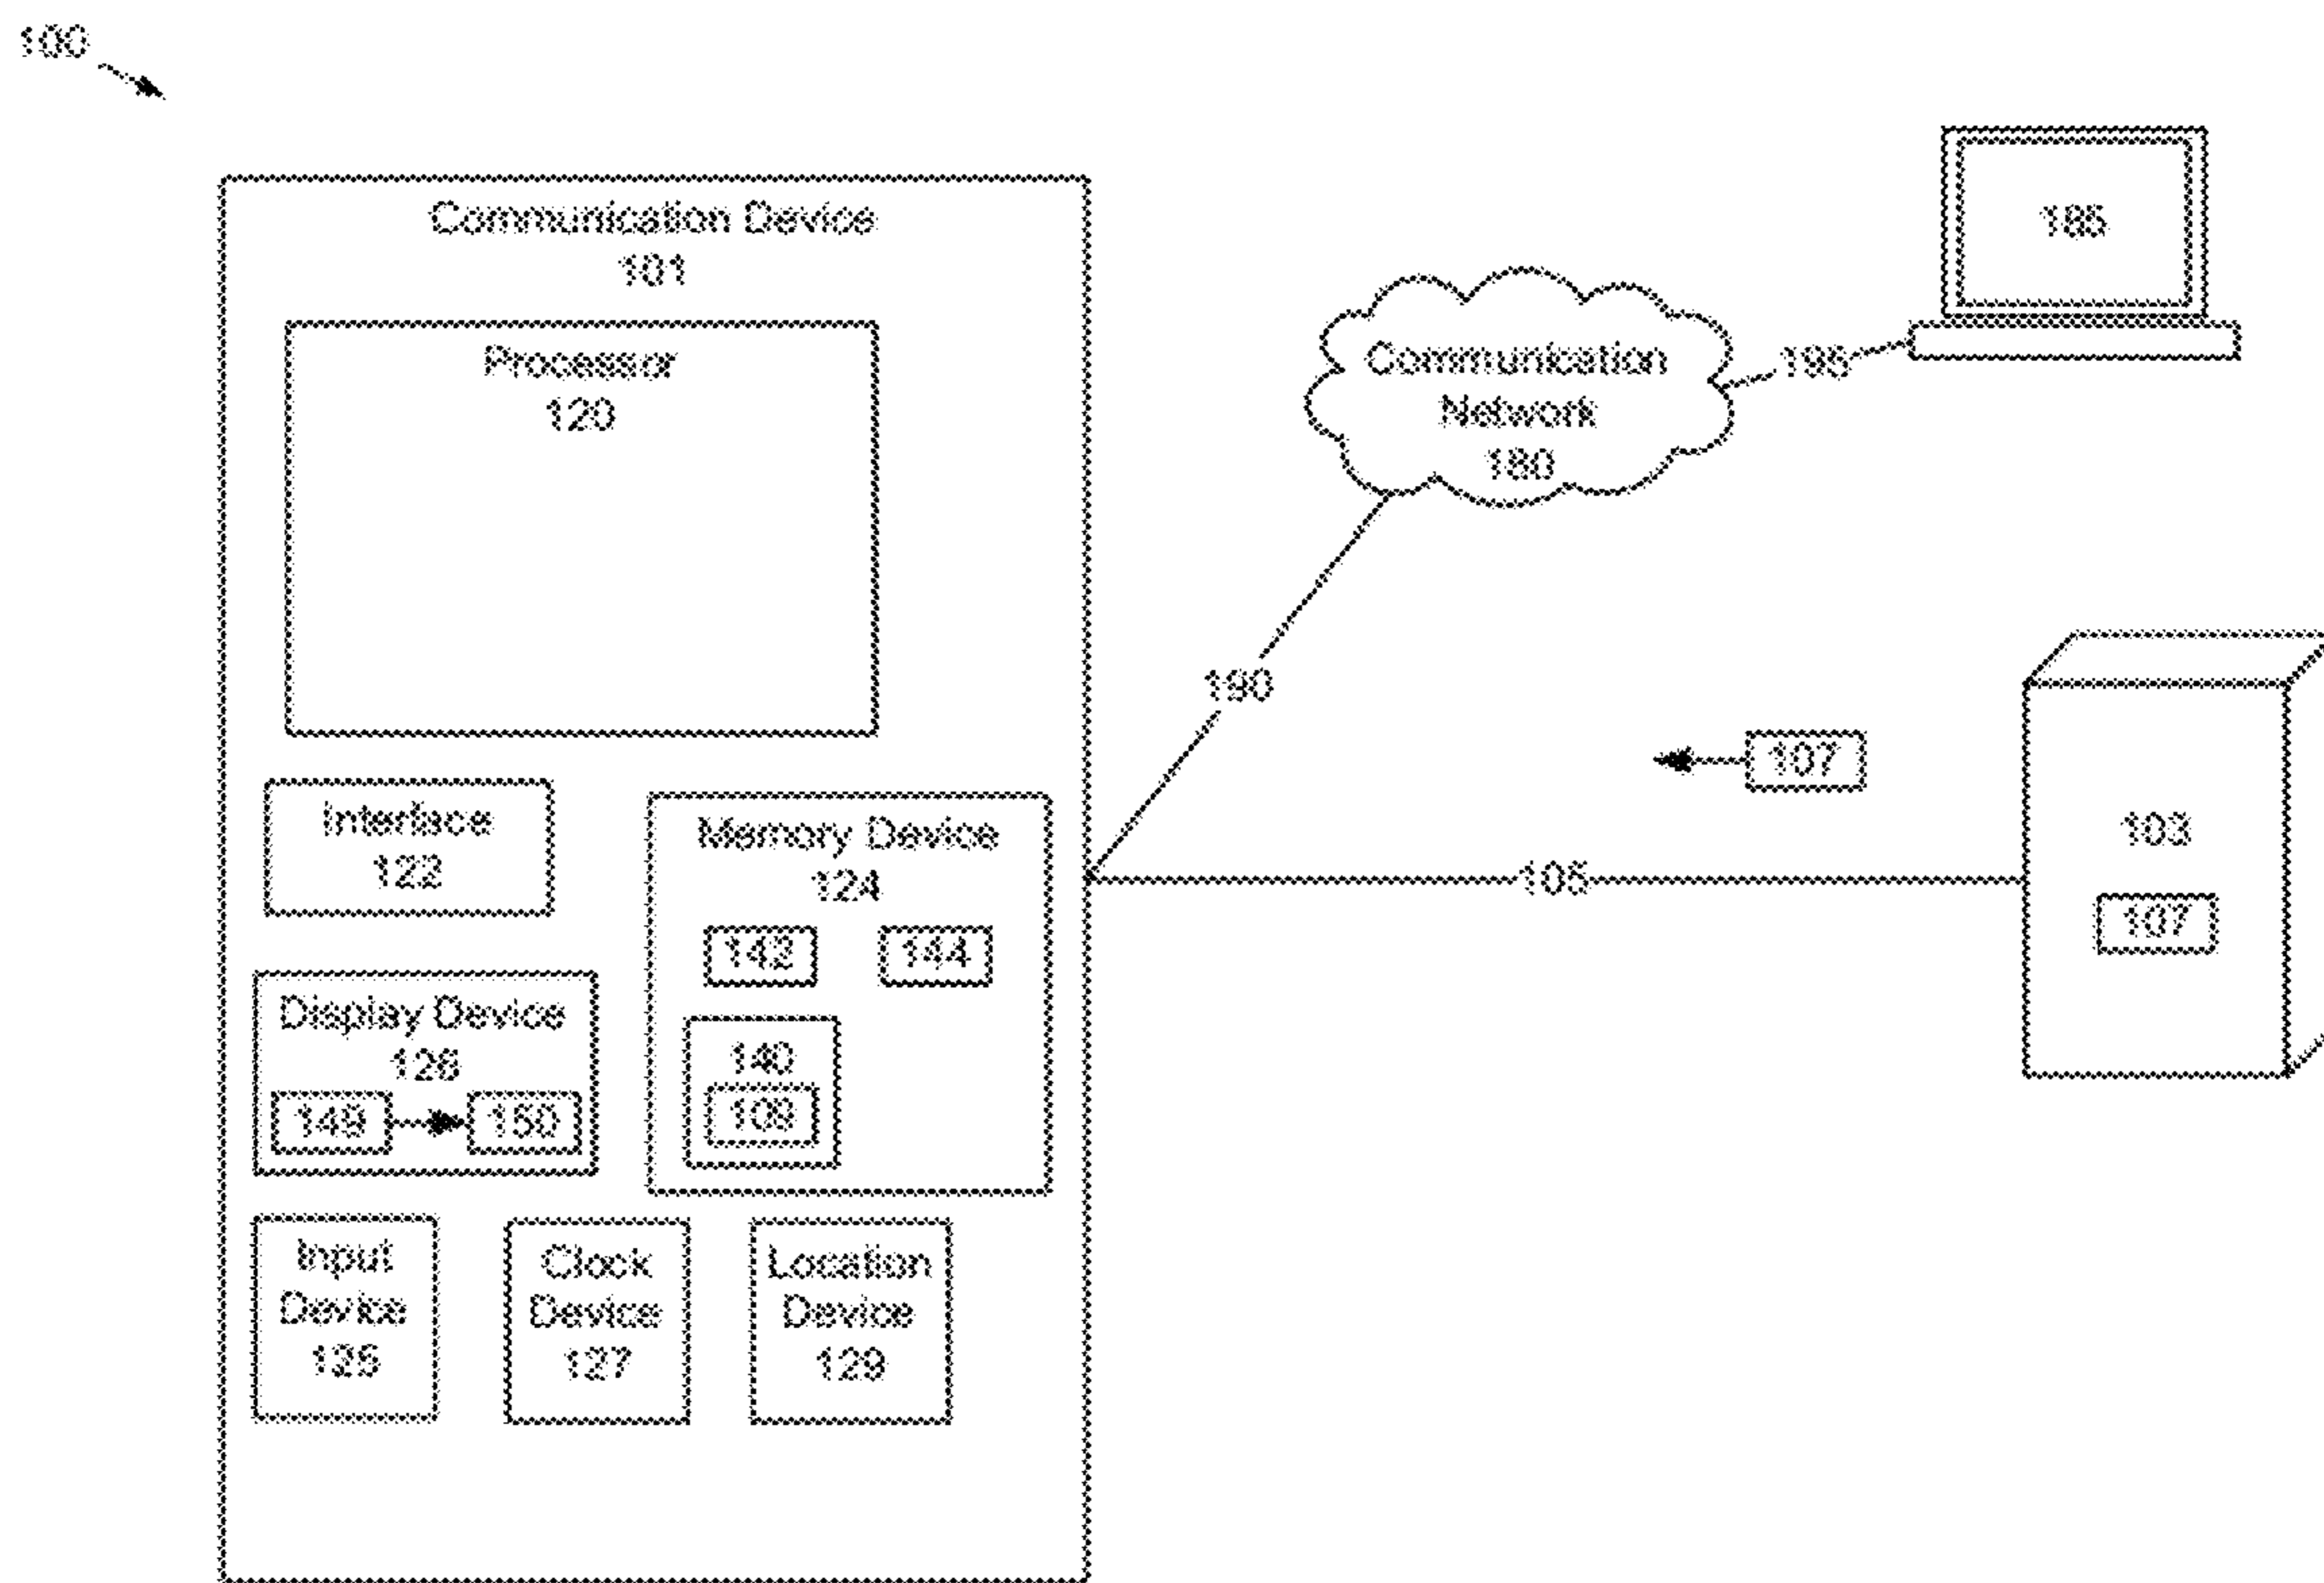 100
Communication Device
101
Processor
120
Interface
122
Memory Device
124
142
144
140
108
Display Device
126
149
150
Input
Device
125
Clock
Device
127
Location
Device
129
Communication
Network
180
185
195
190
107
105
103
107